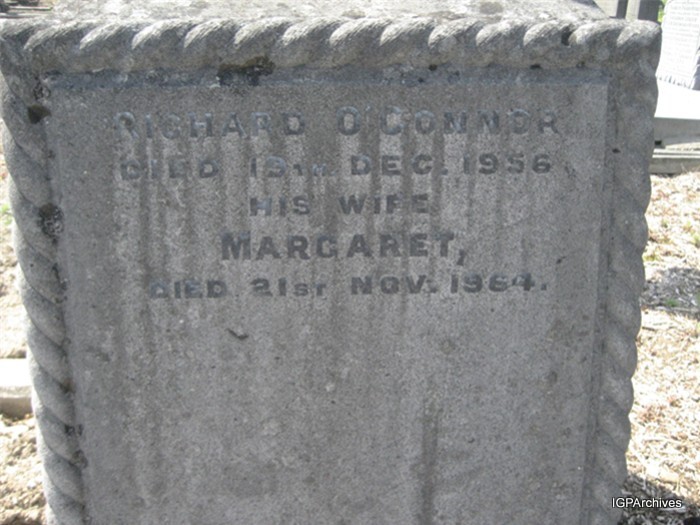 RICHARD O'CONNOR
DIED 19TH DEC. 1956
HIS WIFE
MARGARET,
DIED 21ST NOV. 1964.
IGPArchives